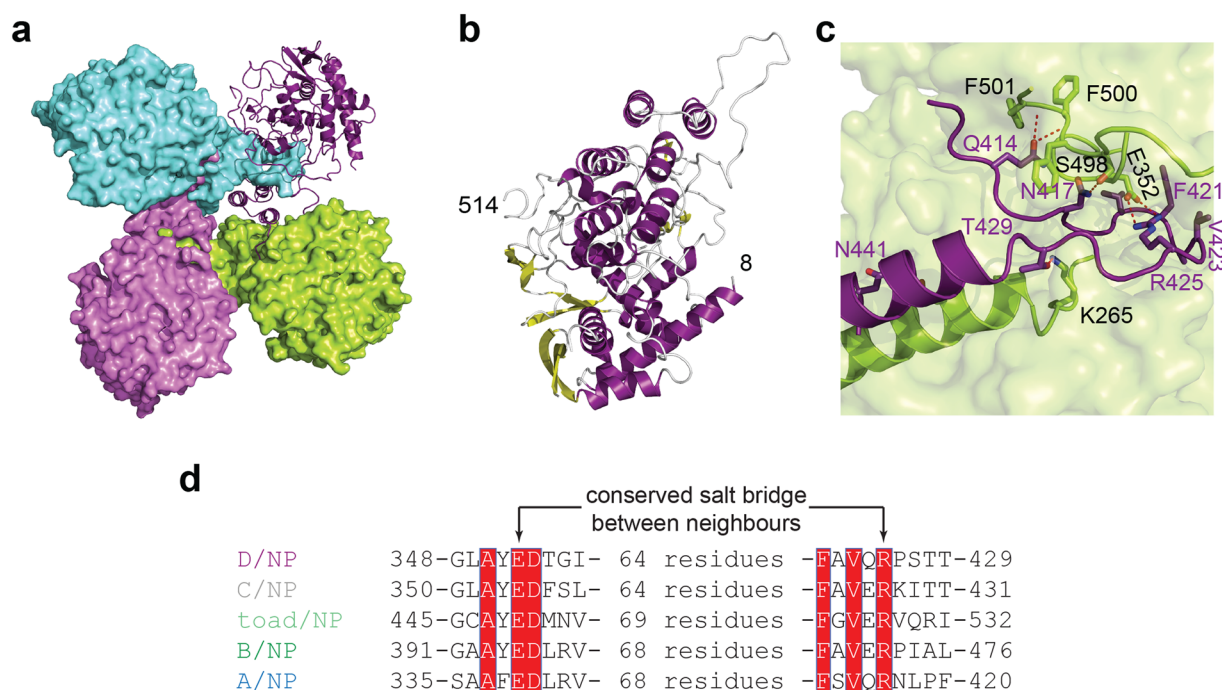 a
b
c
514
8
F501
F500
Q414
S498
E352
N417
F421
T429
V423
N441
R425
K265
d
conserved salt bridge
between neighbours
D/NP 348-GLAYEDTGI- 64 residues -FAVQRPSTT-429
C/NP 350-GLAYEDFSL- 64 residues -FAVERKITT-431
toad/NP 445-GCAYEDMNV- 69 residues -FGVERVQRI-532
B/NP 391-GAAYEDLRV- 68 residues -FAVERPIAL-476
A/NP 335-SAAFEDLRV- 68 residues -FSVQRNLPF-420